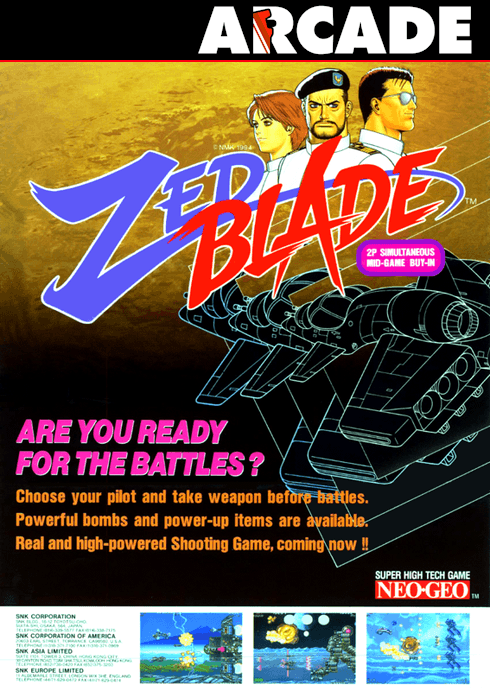 ARCADE
© NMK 1994
ZED BLADE TM
2P SIMULTANEOUS
MID-GAME BUY-IN
ARE YOU READY
FOR THE BATTLES?
Choose your pilot and take weapon before battles.
Powerful bombs and power-up items are available.
Real and high-powered Shooting Game, coming now !!
SUPER HIGH TECH GAME
NEO·GEO TM
SNK CORPORATION
SNK CORPORATION OF AMERICA
SNK ASIA LIMITED
SNK EUROPE LIMITED